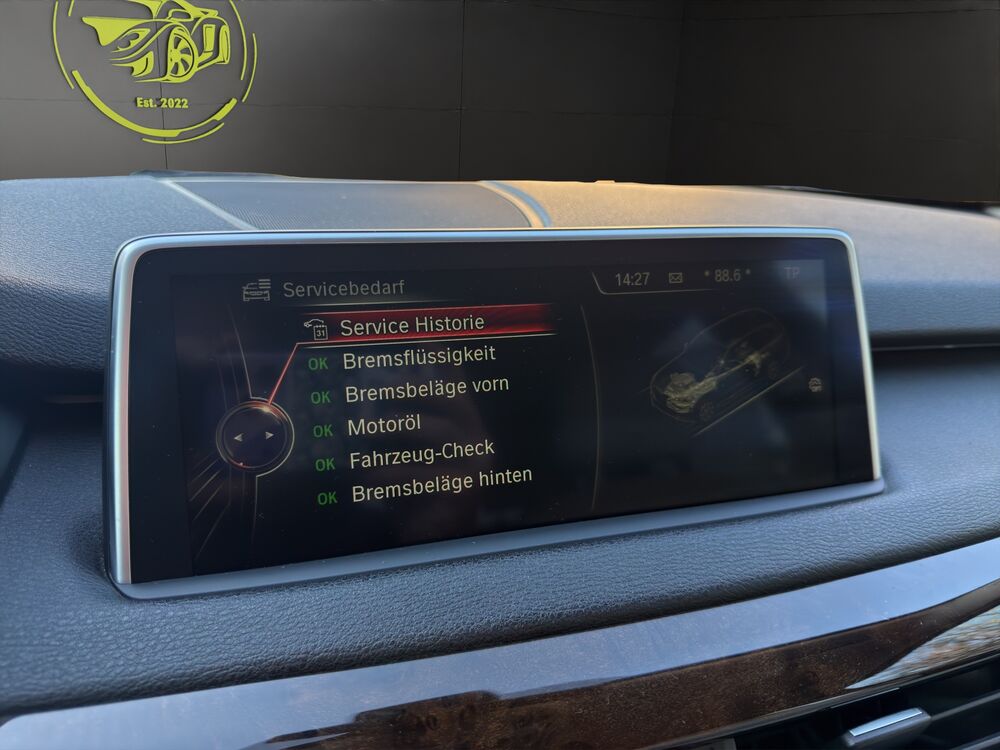 Est. 2022
Servicebedarf
14:27 * 88.6 * TP
31 Service Historie
OK Bremsflüssigkeit
OK Bremsbeläge vorn
OK Motoröl
OK Fahrzeug-Check
OK Bremsbeläge hinten